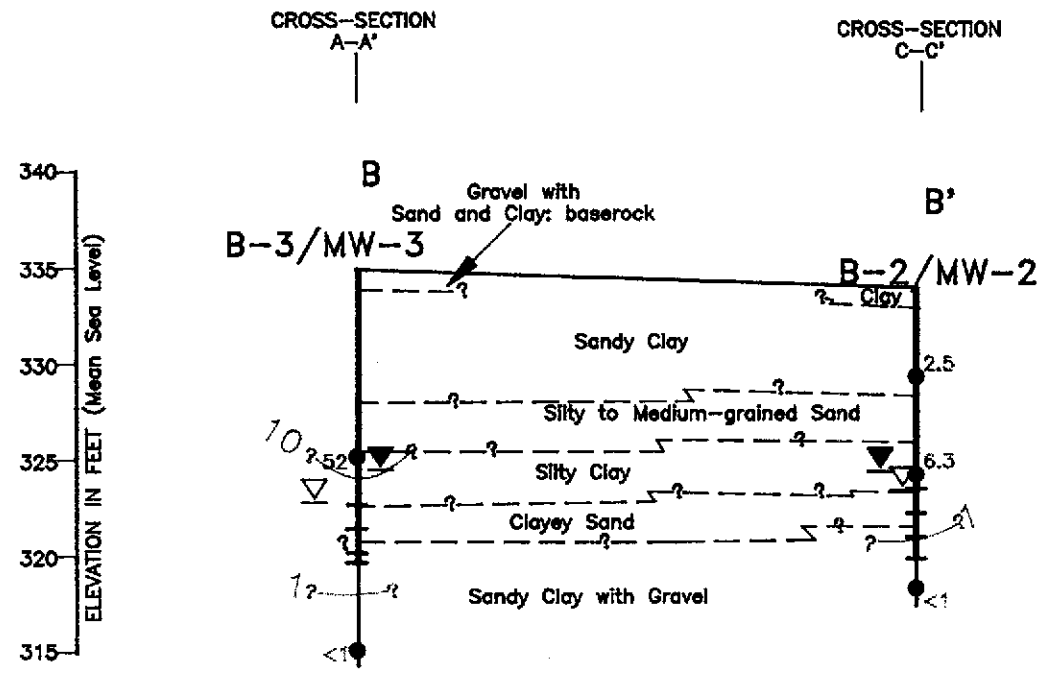 CROSS-SECTION
A-A'
CROSS-SECTION
C-C'
340
B
Gravel with
Sand and Clay: baserock
B'
B-3/MW-3
335
B-2/MW-2
?
? Clay
Sandy Clay
330
2.5
? ?
Silty to Medium-grained Sand
10
? ? ? ?
325
52
6.3
Silty Clay
? ? ?
Clayey Sand
? ? ? ? ? 1
320
1 ? ?
Sandy Clay with Gravel
<1
315
<1
ELEVATION IN FEET (Mean Sea Level)